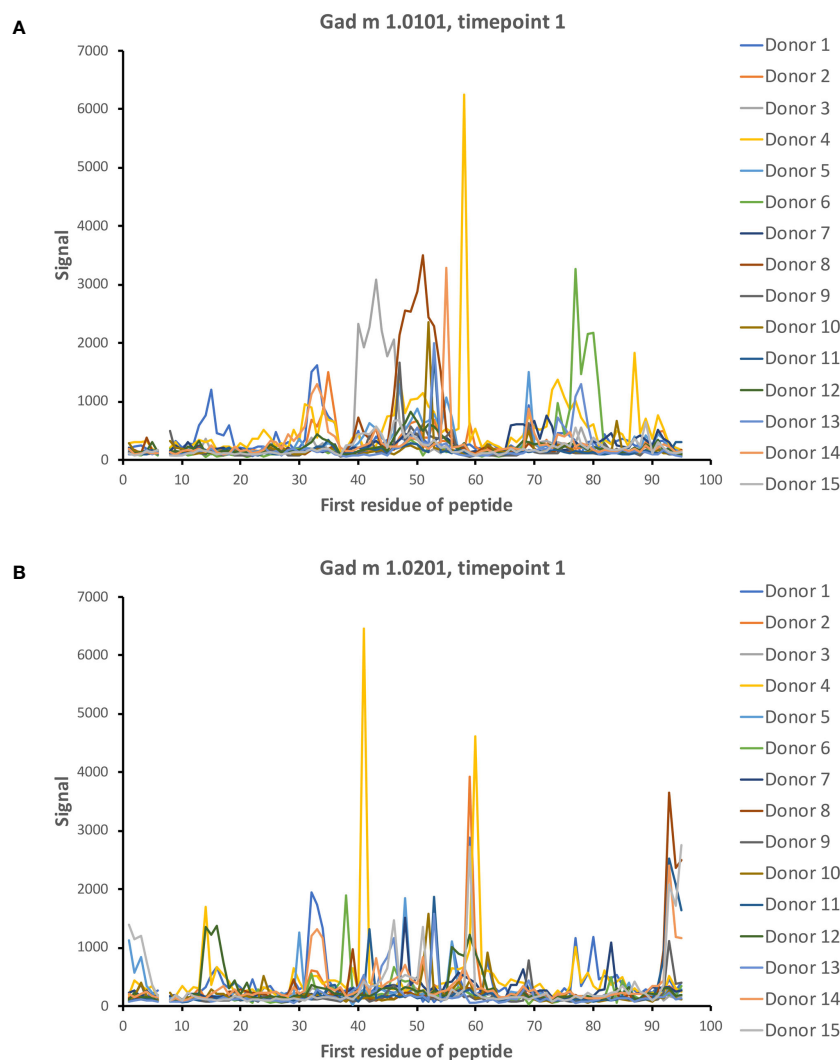 A
Gad m 1.0101, timepoint 1
7000
6000
5000
4000
3000
2000
1000
0
Signal
0 10 20 30 40 50 60 70 80 90 100
First residue of peptide
Donor 1
Donor 2
Donor 3
Donor 4
Donor 5
Donor 6
Donor 7
Donor 8
Donor 9
Donor 10
Donor 11
Donor 12
Donor 13
Donor 14
Donor 15
B
Gad m 1.0201, timepoint 1
7000
6000
5000
4000
3000
2000
1000
0
Signal
0 10 20 30 40 50 60 70 80 90 100
First residue of peptide
Donor 1
Donor 2
Donor 3
Donor 4
Donor 5
Donor 6
Donor 7
Donor 8
Donor 9
Donor 10
Donor 11
Donor 12
Donor 13
Donor 14
Donor 15